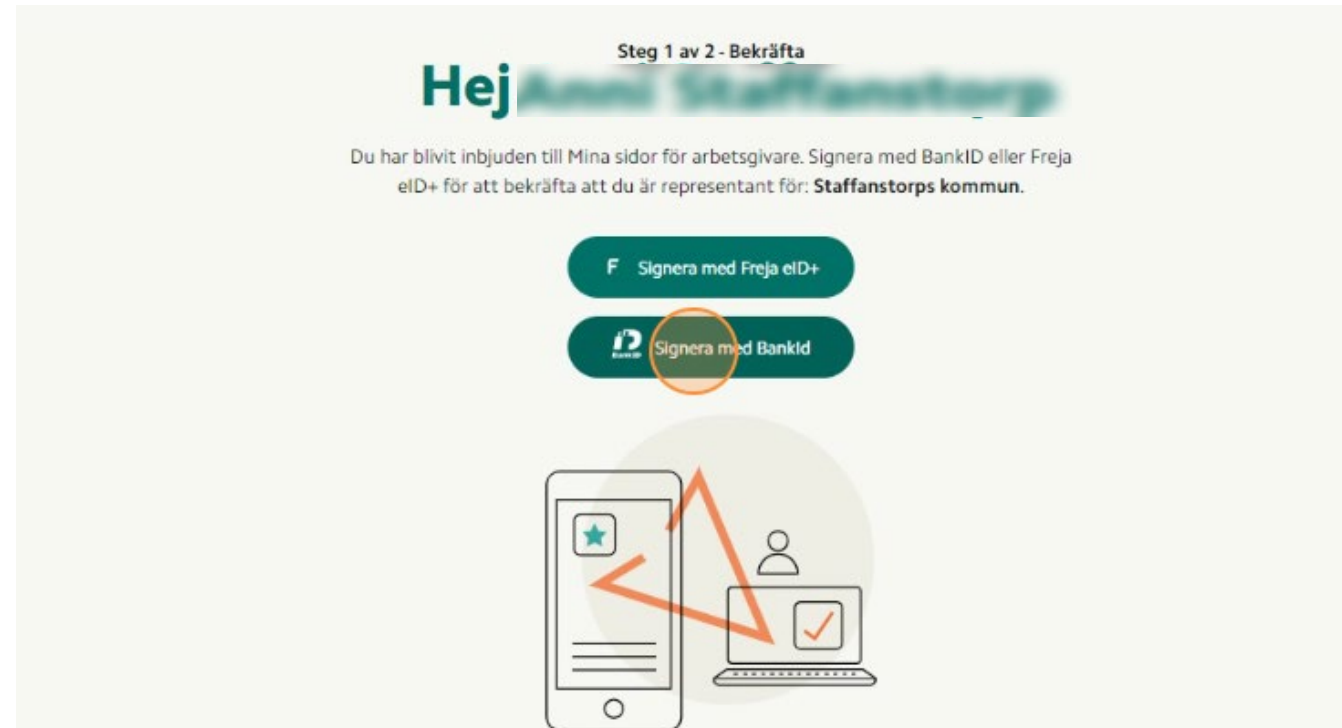 Steg 1 av 2 - Bekräfta
Hej
Du har blivit inbjuden till Mina sidor för arbetsgivare. Signera med BankID eller Freja
eID+ för att bekräfta att du är representant för: Staffanstorps kommun.
F Signera med Freja eID+
BankID Signera med BankId